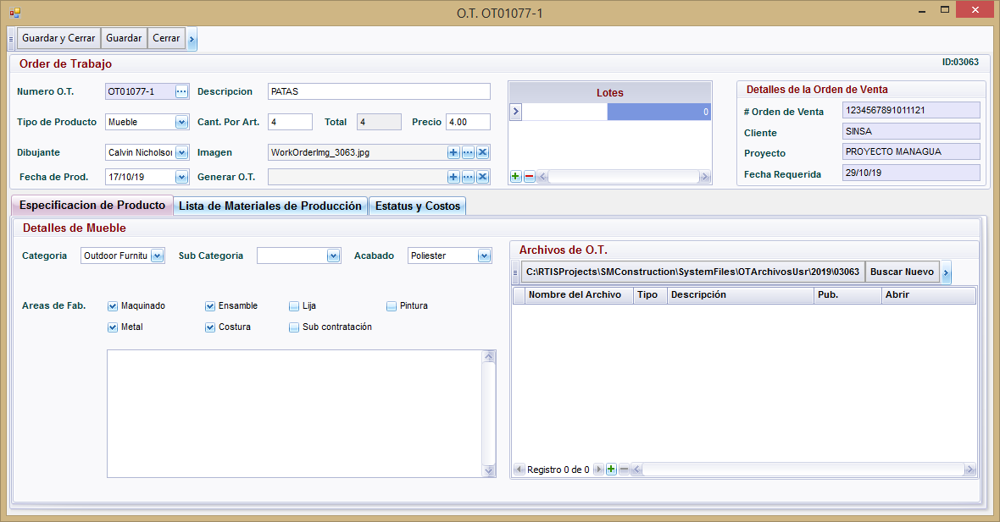 O.T. OT01077-1
Guardar y Cerrar Guardar Cerrar
Order de Trabajo ID:03063
Numero O.T. OT01077-1 Descripcion PATAS
Tipo de Producto Mueble Cant. Por Art. 4 Total 4 Precio 4.00
Dibujante Calvin Nicholson Imagen WorkOrderImg_3063.jpg
Fecha de Prod. 17/10/19 Generar O.T.
Lotes
0
Detalles de la Orden de Venta
# Orden de Venta 1234567891011121
Cliente SINSA
Proyecto PROYECTO MANAGUA
Fecha Requerida 29/10/19
Especificacion de Producto Lista de Materiales de Producción Estatus y Costos
Detalles de Mueble
Categoria Outdoor Furnitu Sub Categoria Acabado Poliester
Areas de Fab. Maquinado Ensamble Lija Pintura
Metal Costura Sub contratación
Archivos de O.T.
C:\RTISProjects\SMConstruction\SystemFiles\OTArchivosUsr\2019\03063 Buscar Nuevo
Nombre del Archivo Tipo Descripción Pub. Abrir
Registro 0 de 0